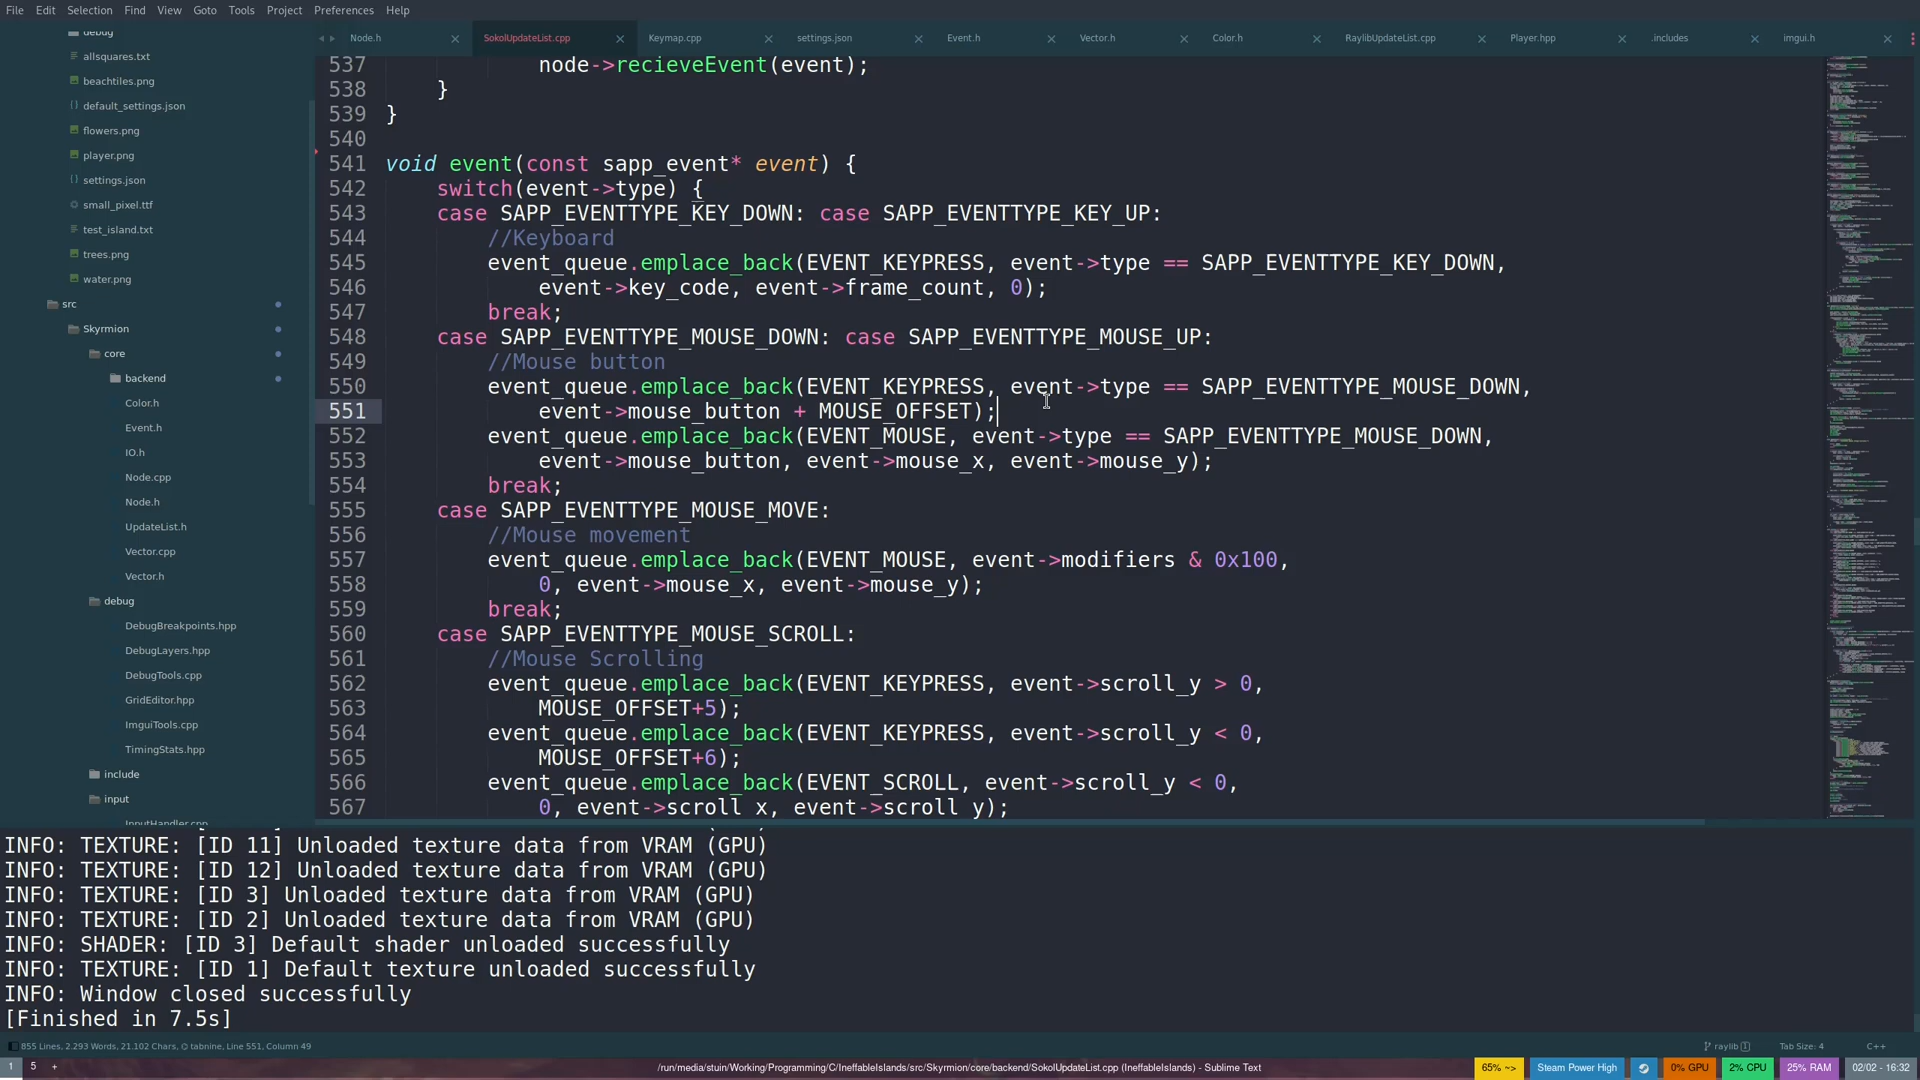 File Edit Selection Find View Goto Tools Project Preferences Help
Node.h SokolUpdateList.cpp Keymap.cpp settings.json Event.h Vector.h Color.h RaylibUpdateList.cpp Player.hpp .includes imgui.h
debug
allsquares.txt
beachtiles.png
default_settings.json
flowers.png
player.png
settings.json
small_pixel.ttf
test_island.txt
trees.png
water.png
src
Skyrmion
core
backend
Color.h
Event.h
IO.h
Node.cpp
Node.h
UpdateList.h
Vector.cpp
Vector.h
debug
DebugBreakpoints.hpp
DebugLayers.hpp
DebugTools.cpp
GridEditor.hpp
ImguiTools.cpp
TimingStats.hpp
include
input
InputHandler.cpp
537 node->recieveEvent(event);
538 }
539 }
540
541 void event(const sapp_event* event) {
542 switch(event->type) {
543 case SAPP_EVENTTYPE_KEY_DOWN: case SAPP_EVENTTYPE_KEY_UP:
544 //Keyboard
545 event_queue.emplace_back(EVENT_KEYPRESS, event->type == SAPP_EVENTTYPE_KEY_DOWN,
546 event->key_code, event->frame_count, 0);
547 break;
548 case SAPP_EVENTTYPE_MOUSE_DOWN: case SAPP_EVENTTYPE_MOUSE_UP:
549 //Mouse button
550 event_queue.emplace_back(EVENT_KEYPRESS, event->type == SAPP_EVENTTYPE_MOUSE_DOWN,
551 event->mouse_button + MOUSE_OFFSET);
552 event_queue.emplace_back(EVENT_MOUSE, event->type == SAPP_EVENTTYPE_MOUSE_DOWN,
553 event->mouse_button, event->mouse_x, event->mouse_y);
554 break;
555 case SAPP_EVENTTYPE_MOUSE_MOVE:
556 //Mouse movement
557 event_queue.emplace_back(EVENT_MOUSE, event->modifiers & 0x100,
558 0, event->mouse_x, event->mouse_y);
559 break;
560 case SAPP_EVENTTYPE_MOUSE_SCROLL:
561 //Mouse Scrolling
562 event_queue.emplace_back(EVENT_KEYPRESS, event->scroll_y > 0,
563 MOUSE_OFFSET+5);
564 event_queue.emplace_back(EVENT_KEYPRESS, event->scroll_y < 0,
565 MOUSE_OFFSET+6);
566 event_queue.emplace_back(EVENT_SCROLL, event->scroll_y < 0,
567 0, event->scroll_x, event->scroll_y);
INFO: TEXTURE: [ID 11] Unloaded texture data from VRAM (GPU)
INFO: TEXTURE: [ID 12] Unloaded texture data from VRAM (GPU)
INFO: TEXTURE: [ID 3] Unloaded texture data from VRAM (GPU)
INFO: TEXTURE: [ID 2] Unloaded texture data from VRAM (GPU)
INFO: SHADER: [ID 3] Default shader unloaded successfully
INFO: TEXTURE: [ID 1] Default texture unloaded successfully
INFO: Window closed successfully
[Finished in 7.5s]
855 Lines, 2.293 Words, 21.102 Chars, tabnine, Line 551, Column 49 raylib 1 Tab Size: 4 C++
1 5 + /run/media/stuin/Working/Programming/C/IneffableIslands/src/Skyrmion/core/backend/SokolUpdateList.cpp (IneffableIslands) - Sublime Text 65% ~> Steam Power High 0% GPU 2% CPU 25% RAM 02/02 - 16:32